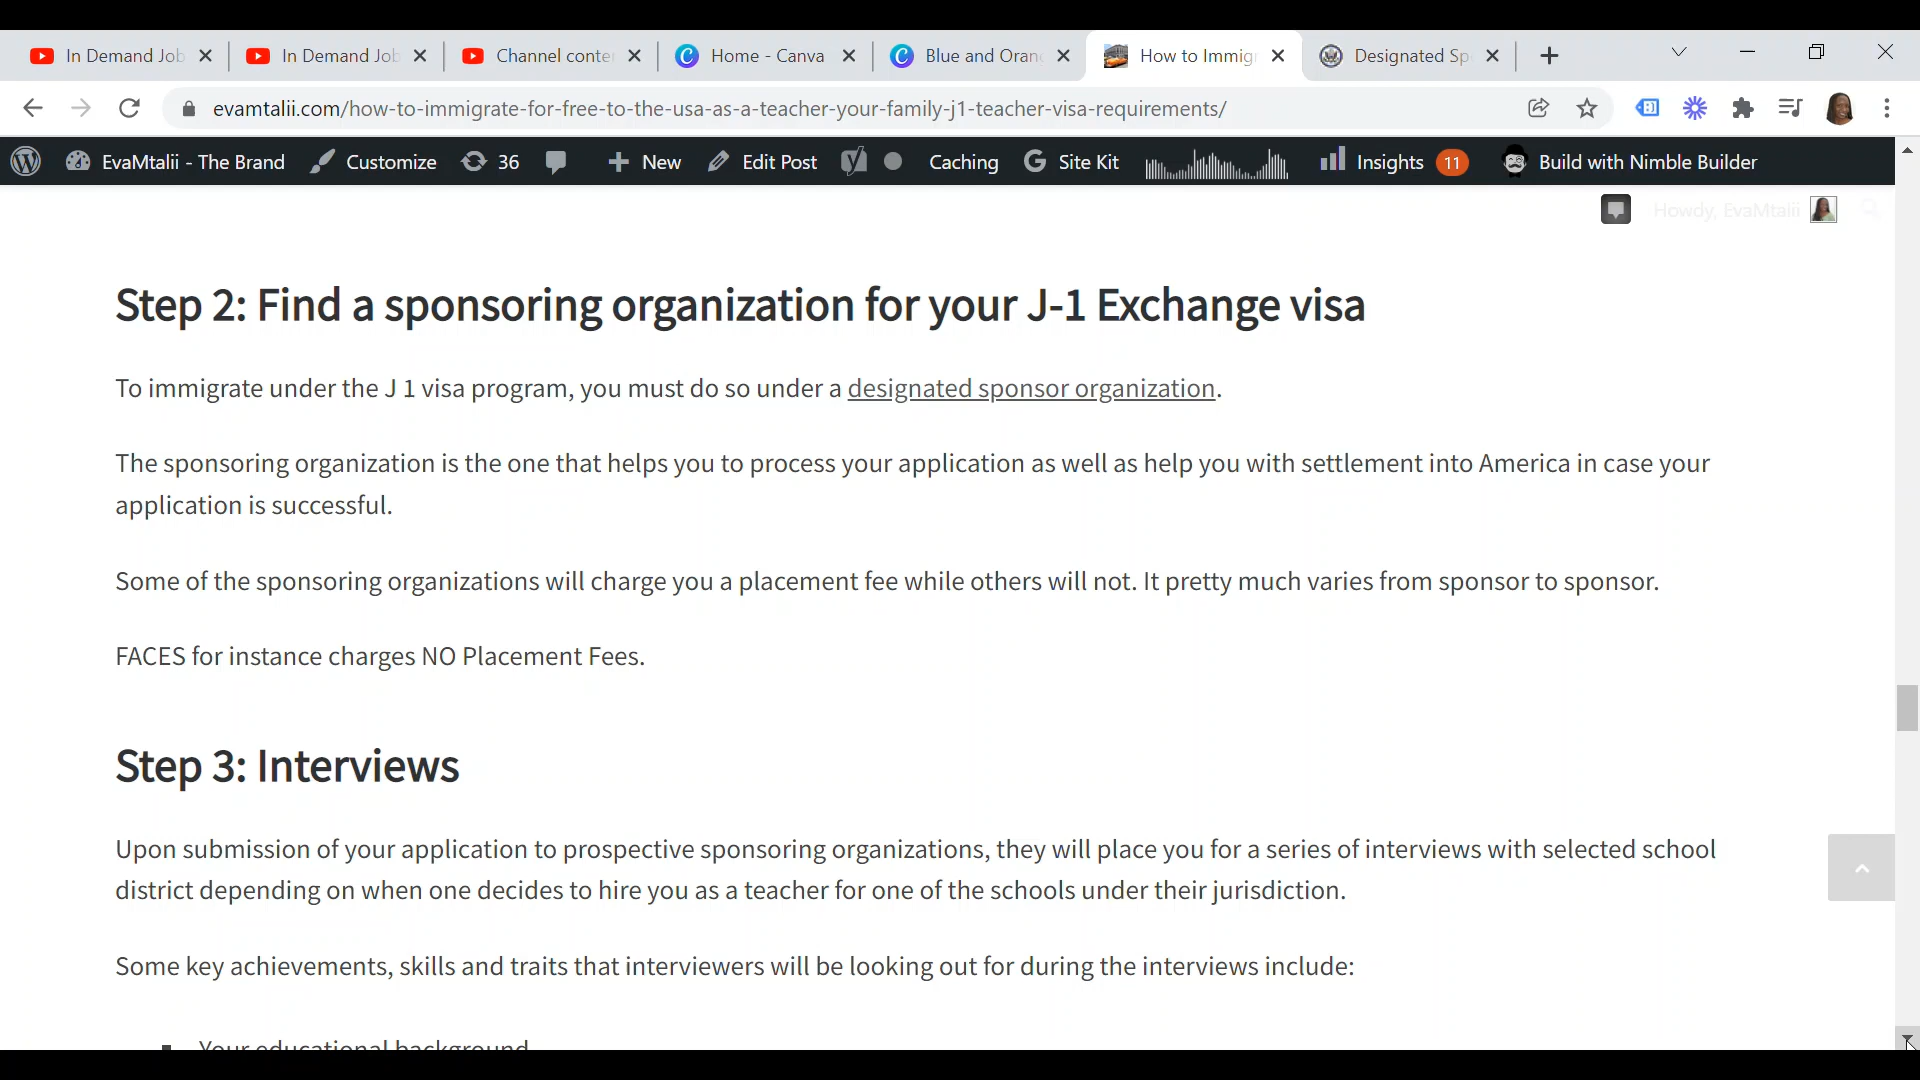 In Demand Job
In Demand Job
Channel conte
Home - Canva
Blue and Oran
How to Immig
Designated Sp
evamtalii.com/how-to-immigrate-for-free-to-the-usa-as-a-teacher-your-family-j1-teacher-visa-requirements/
EvaMtalii - The Brand
Customize
36
New
Edit Post
Caching
Site Kit
Insights
11
Build with Nimble Builder
Howdy, EvaMtalii
Step 2: Find a sponsoring organization for your J-1 Exchange visa
To immigrate under the J 1 visa program, you must do so under a designated sponsor organization.
The sponsoring organization is the one that helps you to process your application as well as help you with settlement into America in case your
application is successful.
Some of the sponsoring organizations will charge you a placement fee while others will not. It pretty much varies from sponsor to sponsor.
FACES for instance charges NO Placement Fees.
Step 3: Interviews
Upon submission of your application to prospective sponsoring organizations, they will place you for a series of interviews with selected school
district depending on when one decides to hire you as a teacher for one of the schools under their jurisdiction.
Some key achievements, skills and traits that interviewers will be looking out for during the interviews include:
Your educational background